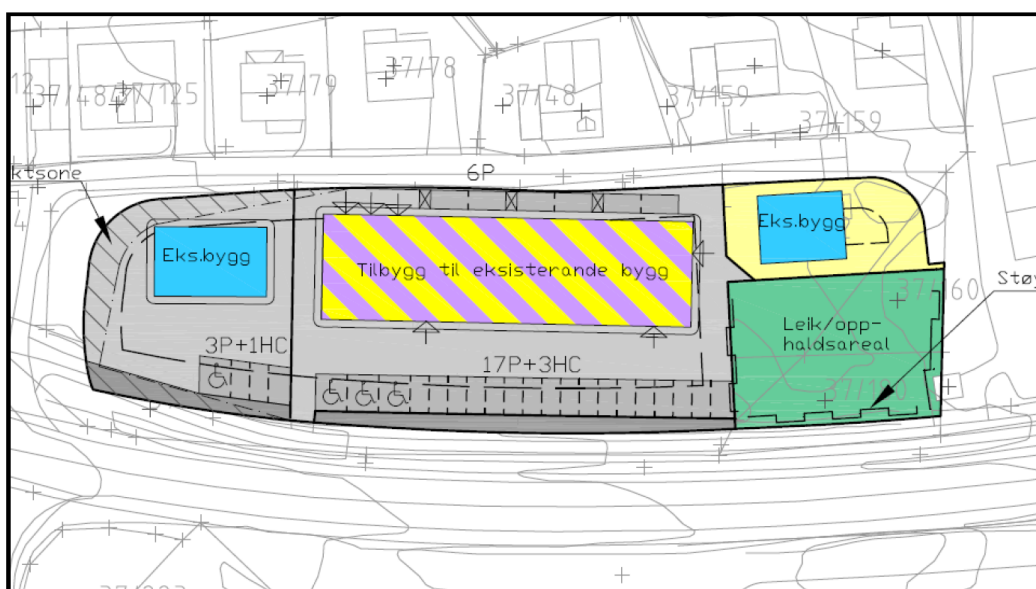 37/48
37/125
37/79
37/78
37/48
37/159
37/159
ktsone
6P
Eks.bygg
Eks.bygg
Tilbygg til eksisterande bygg
37/160
Støy
Leik/opp-
haldsareal
3P+1HC
17P+3HC
37/190